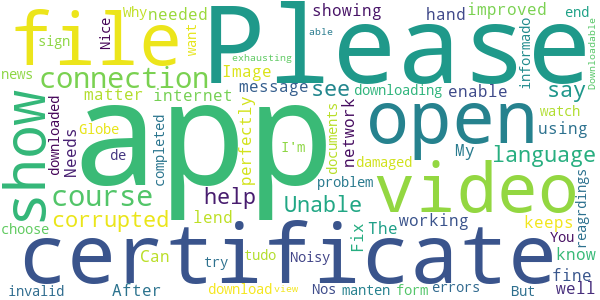 file Please
Nice
Why needed
showing
hand
improved
end
sign
want
Image
informado
able
exhausting
Downloadable
news
connection
message
see
downloading
enable
say
matter
internet
show
app
open
watch
using
downloaded
Needs
Globe
de
completed
perfectly
I'm
documents
network
damaged
My
language
video
problem
reagrdings
course
help
Unable
choose
corrupted
lend
Fix
The
working
keeps
You
know
certificate
Can
tudo
Noisy
try
After
invalid
download
view
Nos
manten
form
errors
But
fine
well